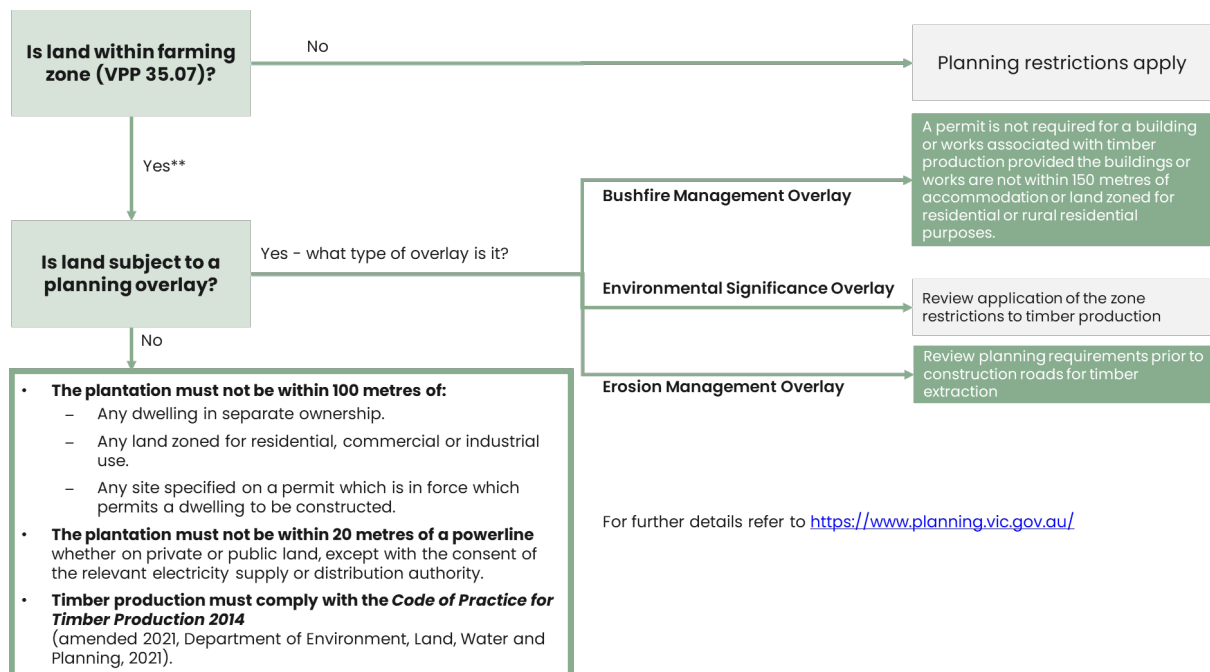 Is land within farming
zone (VPP 35.07)?
No
Planning restrictions apply
Yes**
A permit is not required for a building
or works associated with timber
production provided the buildings or
works are not within 150 metres of
accommodation or land zoned for
residential or rural residential
purposes.
Bushfire Management Overlay
Is land subject to a
planning overlay?
Yes - what type of overlay is it?
Environmental Significance Overlay
Review application of the zone
restrictions to timber production
No
Erosion Management Overlay
Review planning requirements prior to
construction roads for timber
extraction
• The plantation must not be within 100 metres of:
– Any dwelling in separate ownership.
– Any land zoned for residential, commercial or industrial
use.
– Any site specified on a permit which is in force which
permits a dwelling to be constructed.
• The plantation must not be within 20 metres of a powerline
whether on private or public land, except with the consent of
the relevant electricity supply or distribution authority.
• Timber production must comply with the Code of Practice for
Timber Production 2014
(amended 2021, Department of Environment, Land, Water and
Planning, 2021).
For further details refer to https://www.planning.vic.gov.au/